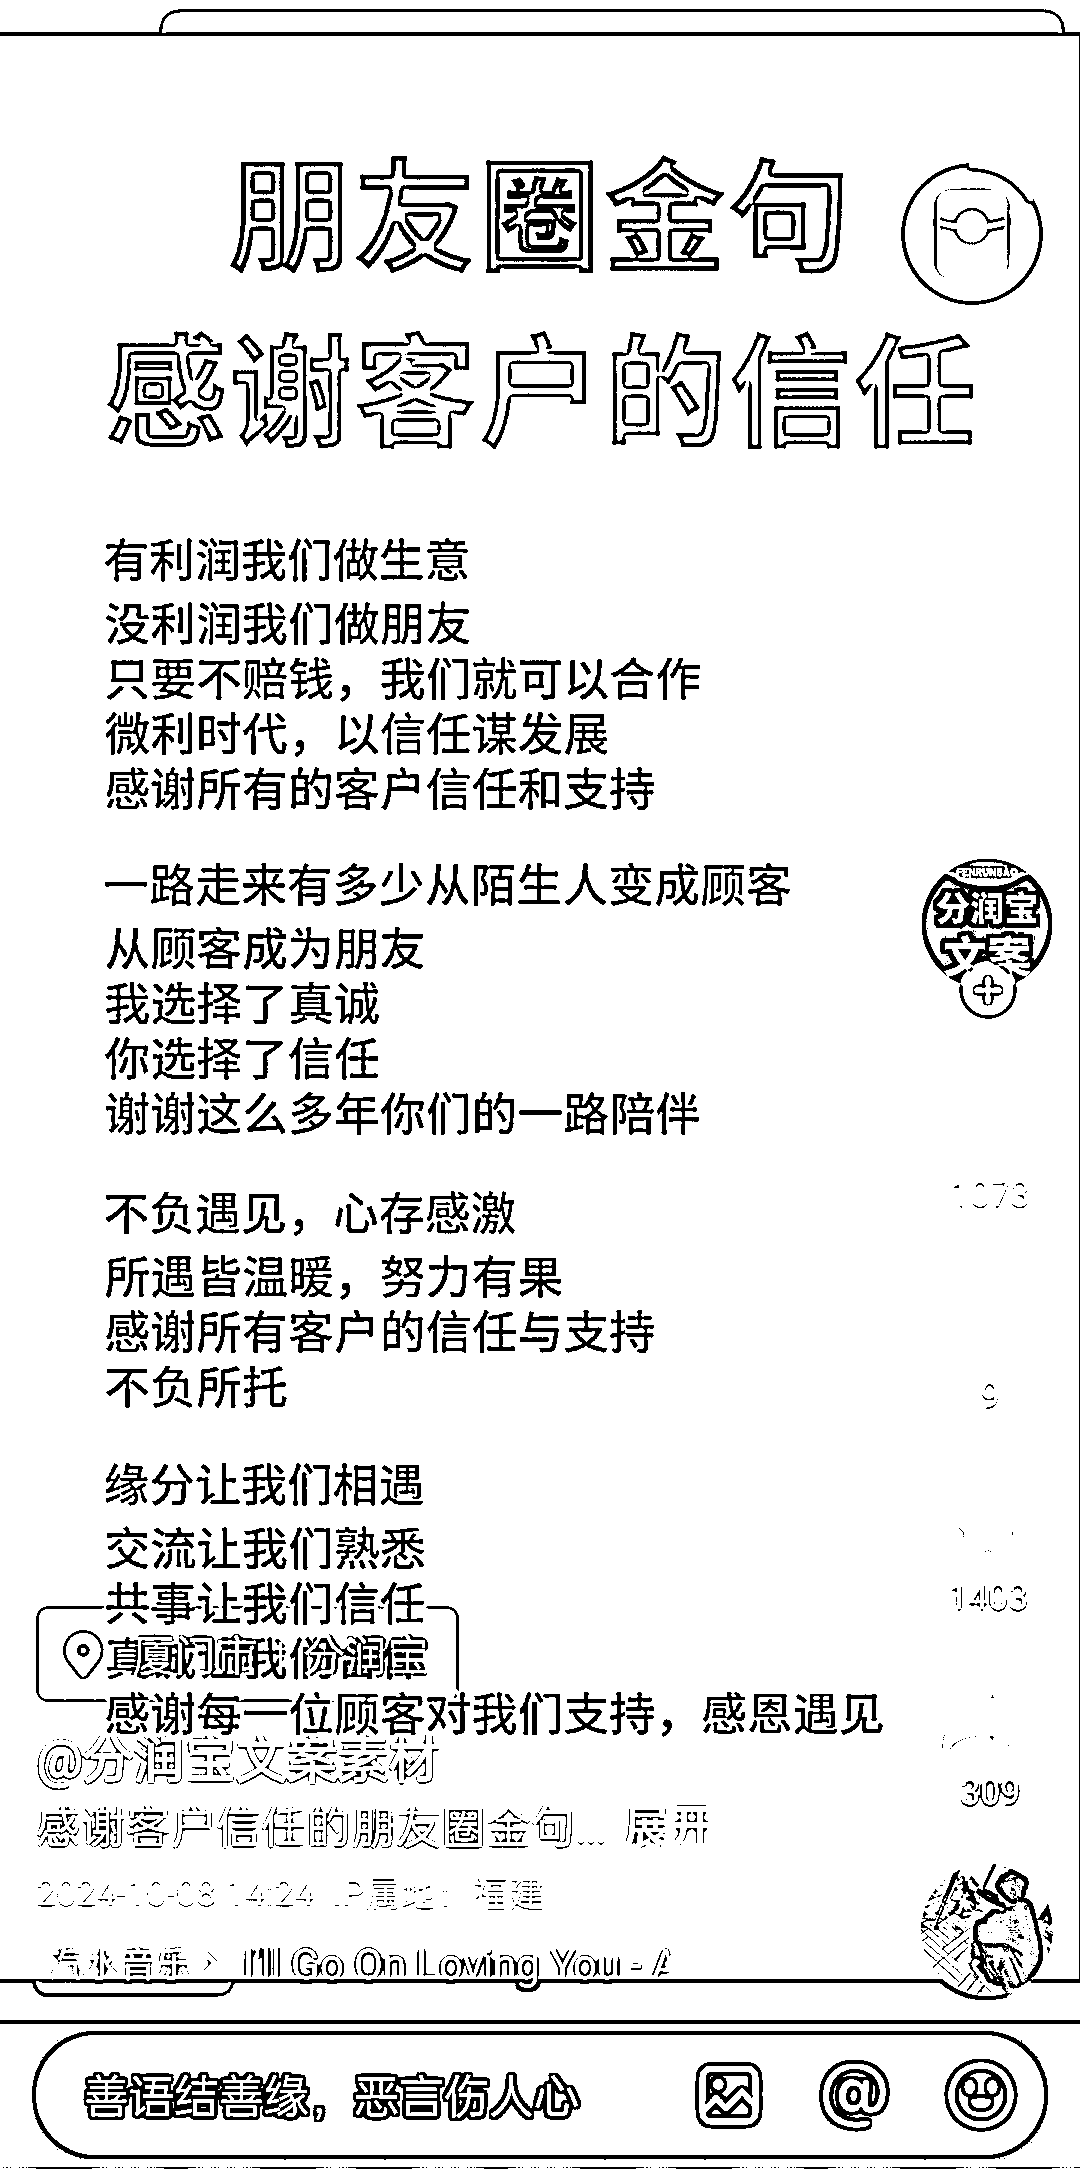 朋友圈金句
感谢客户的信任
有利润我们做生意
没利润我们做朋友
只要不赔钱，我们就可以合作
微利时代，以信任谋发展
感谢所有的客户信任和支持
一路走来有多少从陌生人变成顾客
从顾客成为朋友
我选择了真诚
你选择了信任
谢谢这么多年你们的一路陪伴
不负遇见，心存感激
所遇皆温暖，努力有果
感谢所有客户的信任与支持
不负所托
缘分让我们相遇
交流让我们熟悉
共事让我们信任
厦门市 分润宝
感谢每一位顾客对我们支持，感恩遇见
FENRUNBAO
分润宝
文案
1073
9
1403
309
@分润宝文案素材
感谢客户信任的朋友圈金句... 展开
2024-10-08 14:24 IP属地：福建
汽水音乐 I'll Go On Loving You - A
善语结善缘，恶言伤人心